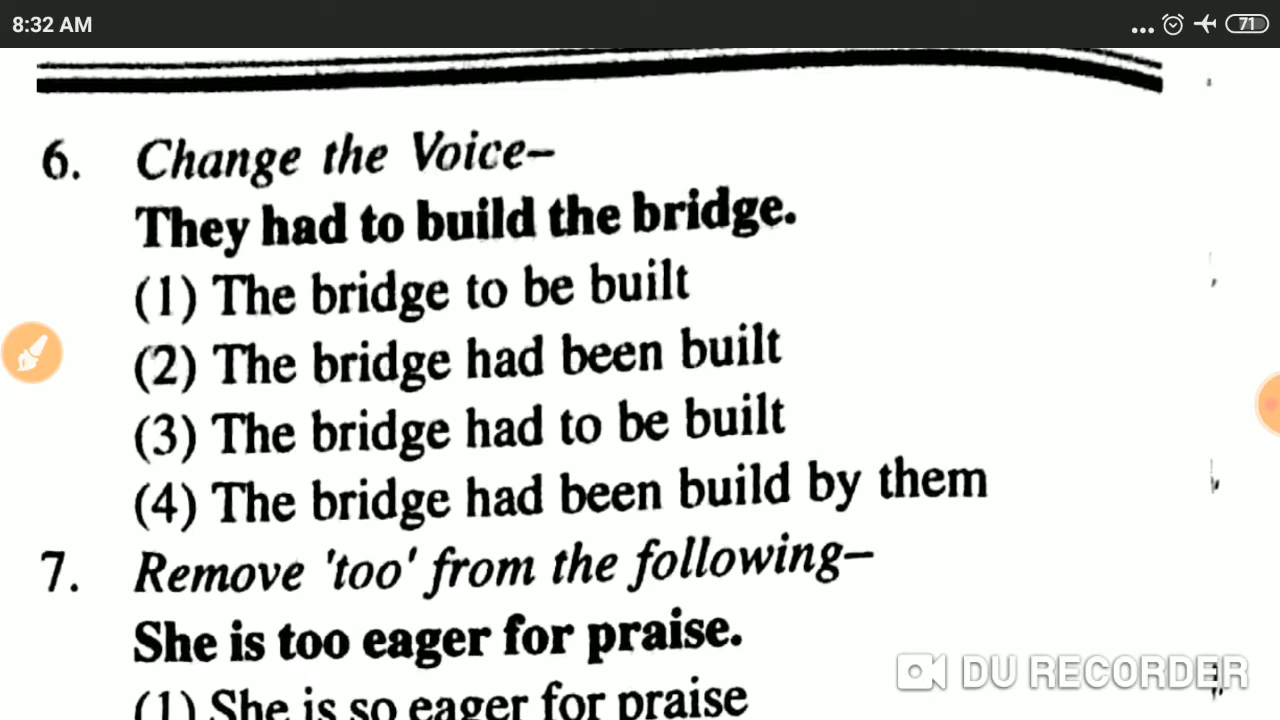 8:32 AM
71
6. Change the Voice–
They had to build the bridge.
(1) The bridge to be built
(2) The bridge had been built
(3) The bridge had to be built
(4) The bridge had been build by them
7. Remove 'too' from the following–
She is too eager for praise.
(1) She is so eager for praise
DU RECORDER